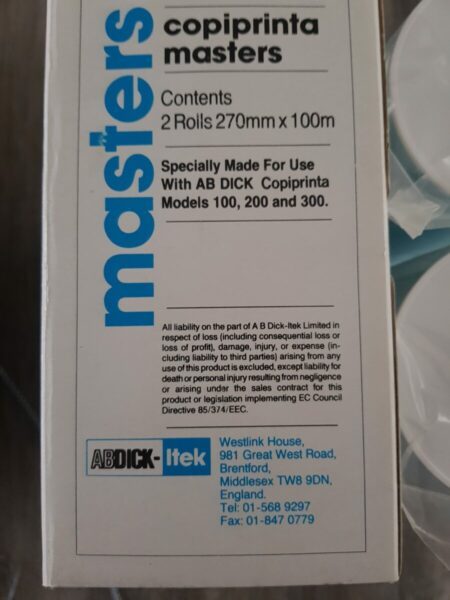 masters
copiprinta
masters
Contents
2 Rolls 270mm x 100m
Specially Made For Use
With AB DICK Copiprinta
Models 100, 200 and 300.
All liability on the part of A B Dick-Itek Limited in
respect of loss (including consequential loss or
loss of profit), damage, injury, or expense (in-
cluding liability to third parties) arising from any
use of this product is excluded, except liability for
death or personal injury resulting from negligence
or arising under the sales contract for this
product or legislation implementing EC Council
Directive 85/374/EEC.
ABDICK-Itek
Westlink House,
981 Great West Road,
Brentford,
Middlesex TW8 9DN,
England.
Tel: 01-568 9297
Fax: 01-847 0779